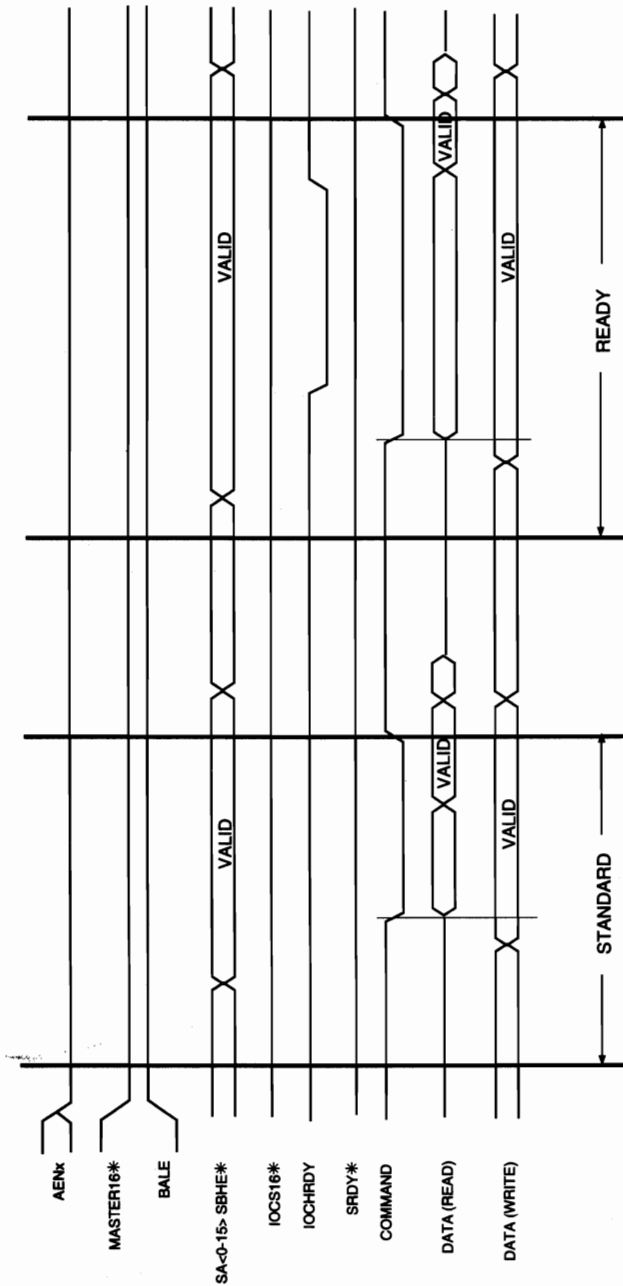 AENx
MASTER16*
BALE
SA<0-15> SBHE*
VALID
VALID
IOCS16*
IOCHRDY
SRDY*
COMMAND
DATA (READ)
VALID
VALID
DATA (WRITE)
VALID
VALID
STANDARD
READY